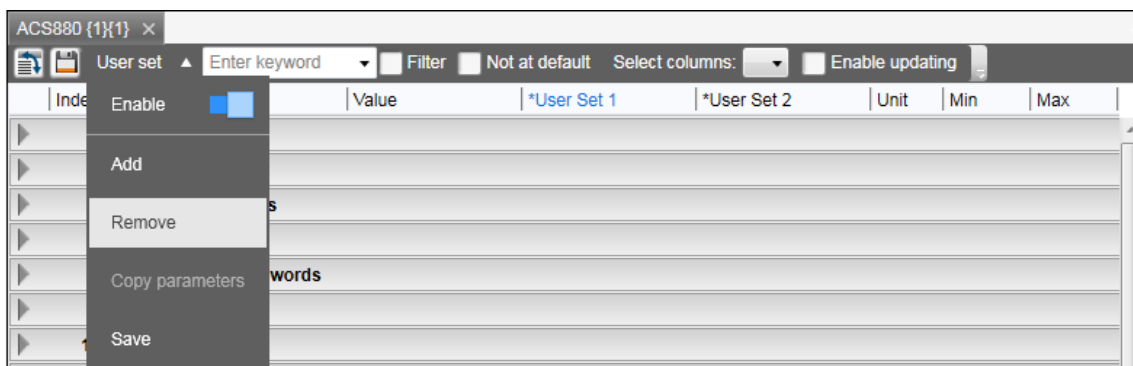 ACS880 {1}{1} ×
User set ▲ Enter keyword Filter Not at default Select columns: Enable updating
Value *User Set 1 *User Set 2 Unit Min Max
Enable
Add
Remove
words
Copy parameters
Save